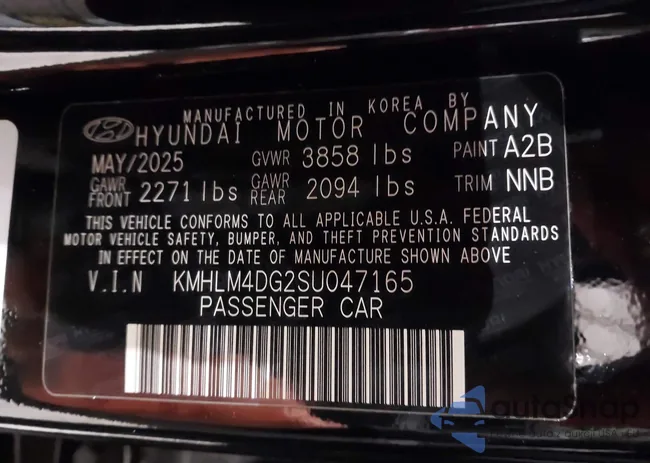 MANUFACTURED IN KOREA BY
HYUNDAI MOTOR COMPANY
MAY/2025 GVWR 3858 lbs PAINT A2B
GAWR FRONT 2271 lbs GAWR REAR 2094 lbs TRIM NNB
THIS VEHICLE CONFORMS TO ALL APPLICABLE U.S.A. FEDERAL
MOTOR VEHICLE SAFETY, BUMPER, AND THEFT PREVENTION STANDARDS
IN EFFECT ON THE DATE OF MANUFACTURE SHOWN ABOVE
V.I.N KMHLM4DG2SU047165
PASSENGER CAR
autoSnap